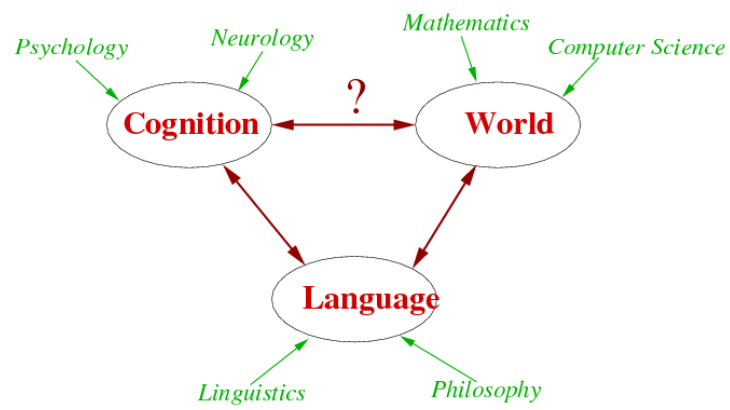 Psychology
Neurology
Mathematics
Computer Science
Cognition
?
World
Language
Linguistics
Philosophy